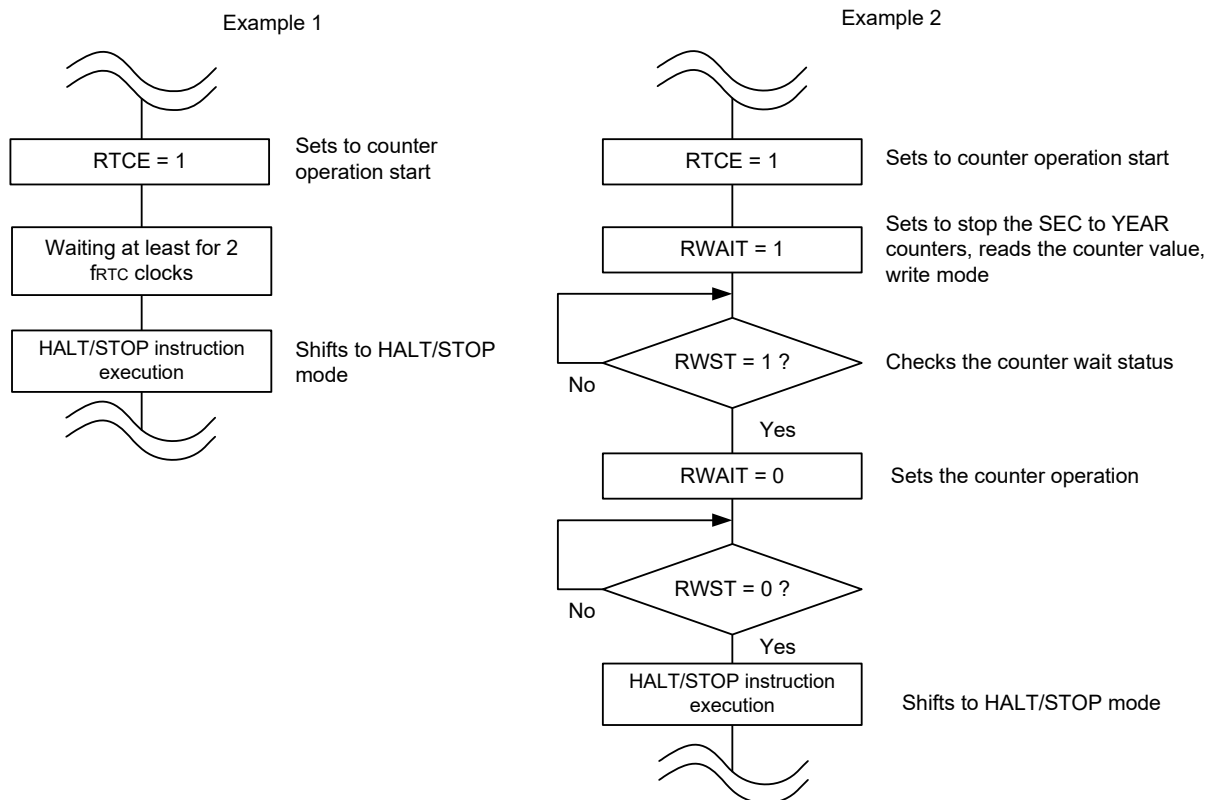 Example 1
RTCE = 1
Sets to counter
operation start
Waiting at least for 2
fRTC clocks
HALT/STOP instruction
execution
Shifts to HALT/STOP
mode
Example 2
RTCE = 1
Sets to counter operation start
RWAIT = 1
Sets to stop the SEC to YEAR
counters, reads the counter value,
write mode
RWST = 1 ?
Checks the counter wait status
No
Yes
RWAIT = 0
Sets the counter operation
RWST = 0 ?
No
Yes
HALT/STOP instruction
execution
Shifts to HALT/STOP mode